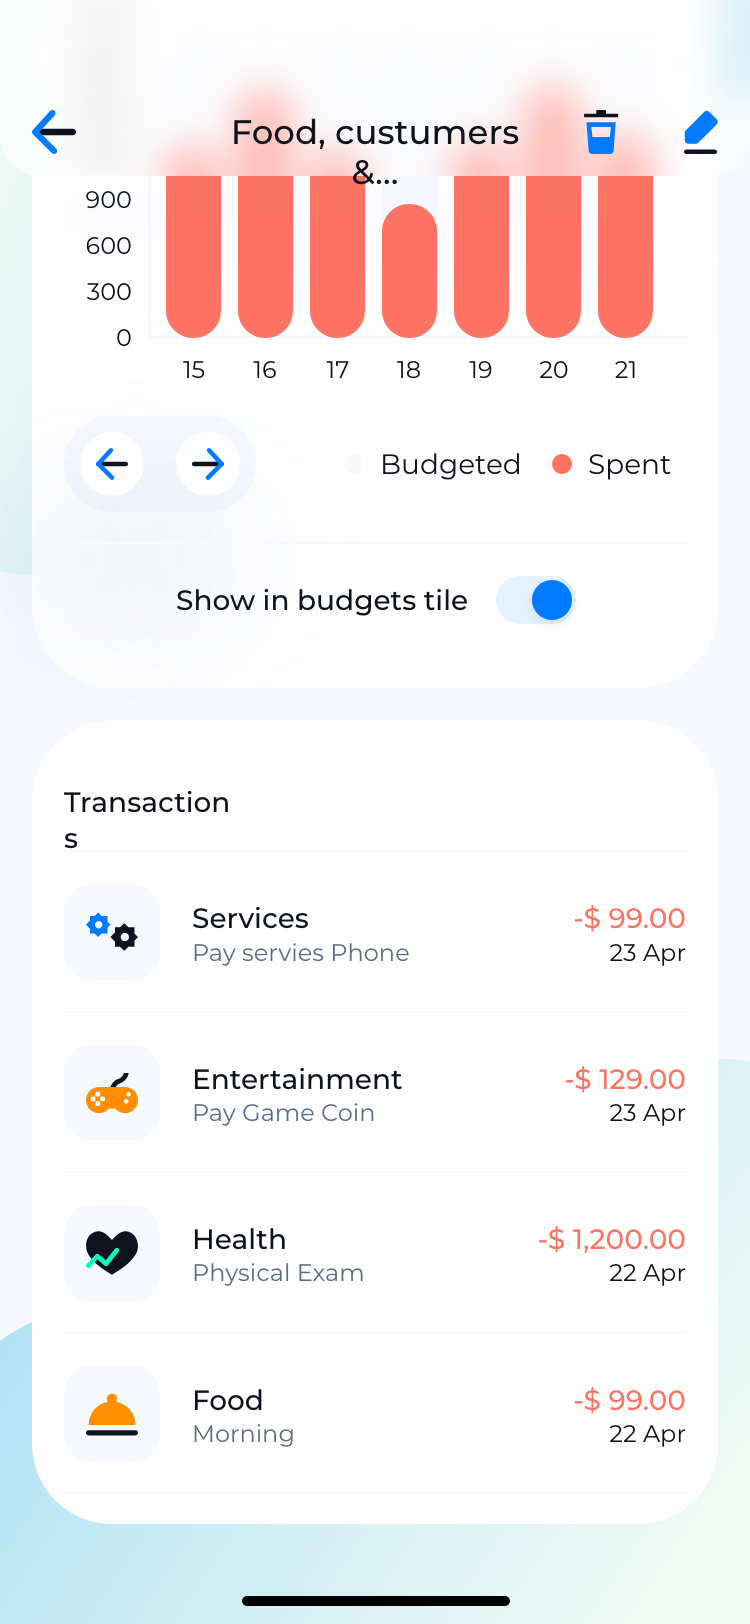 Food, custumers
&...
900
600
300
0
15 16 17 18 19 20 21
Budgeted Spent
Show in budgets tile
Transaction
s
Services -$ 99.00
Pay servies Phone 23 Apr
Entertainment -$ 129.00
Pay Game Coin 23 Apr
Health -$ 1,200.00
Physical Exam 22 Apr
Food -$ 99.00
Morning 22 Apr